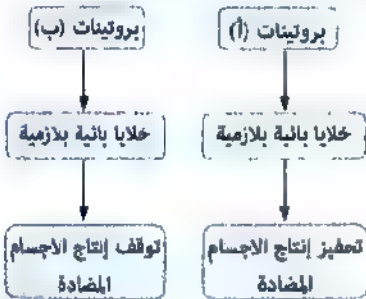 بروتينات (أ)
بروتينات (ب)
خلايا بائية بلازمية
خلايا بائية بلازمية
تحفيز إنتاج الاجسام
المضادة
توقف إنتاج الاجسام
المضادة